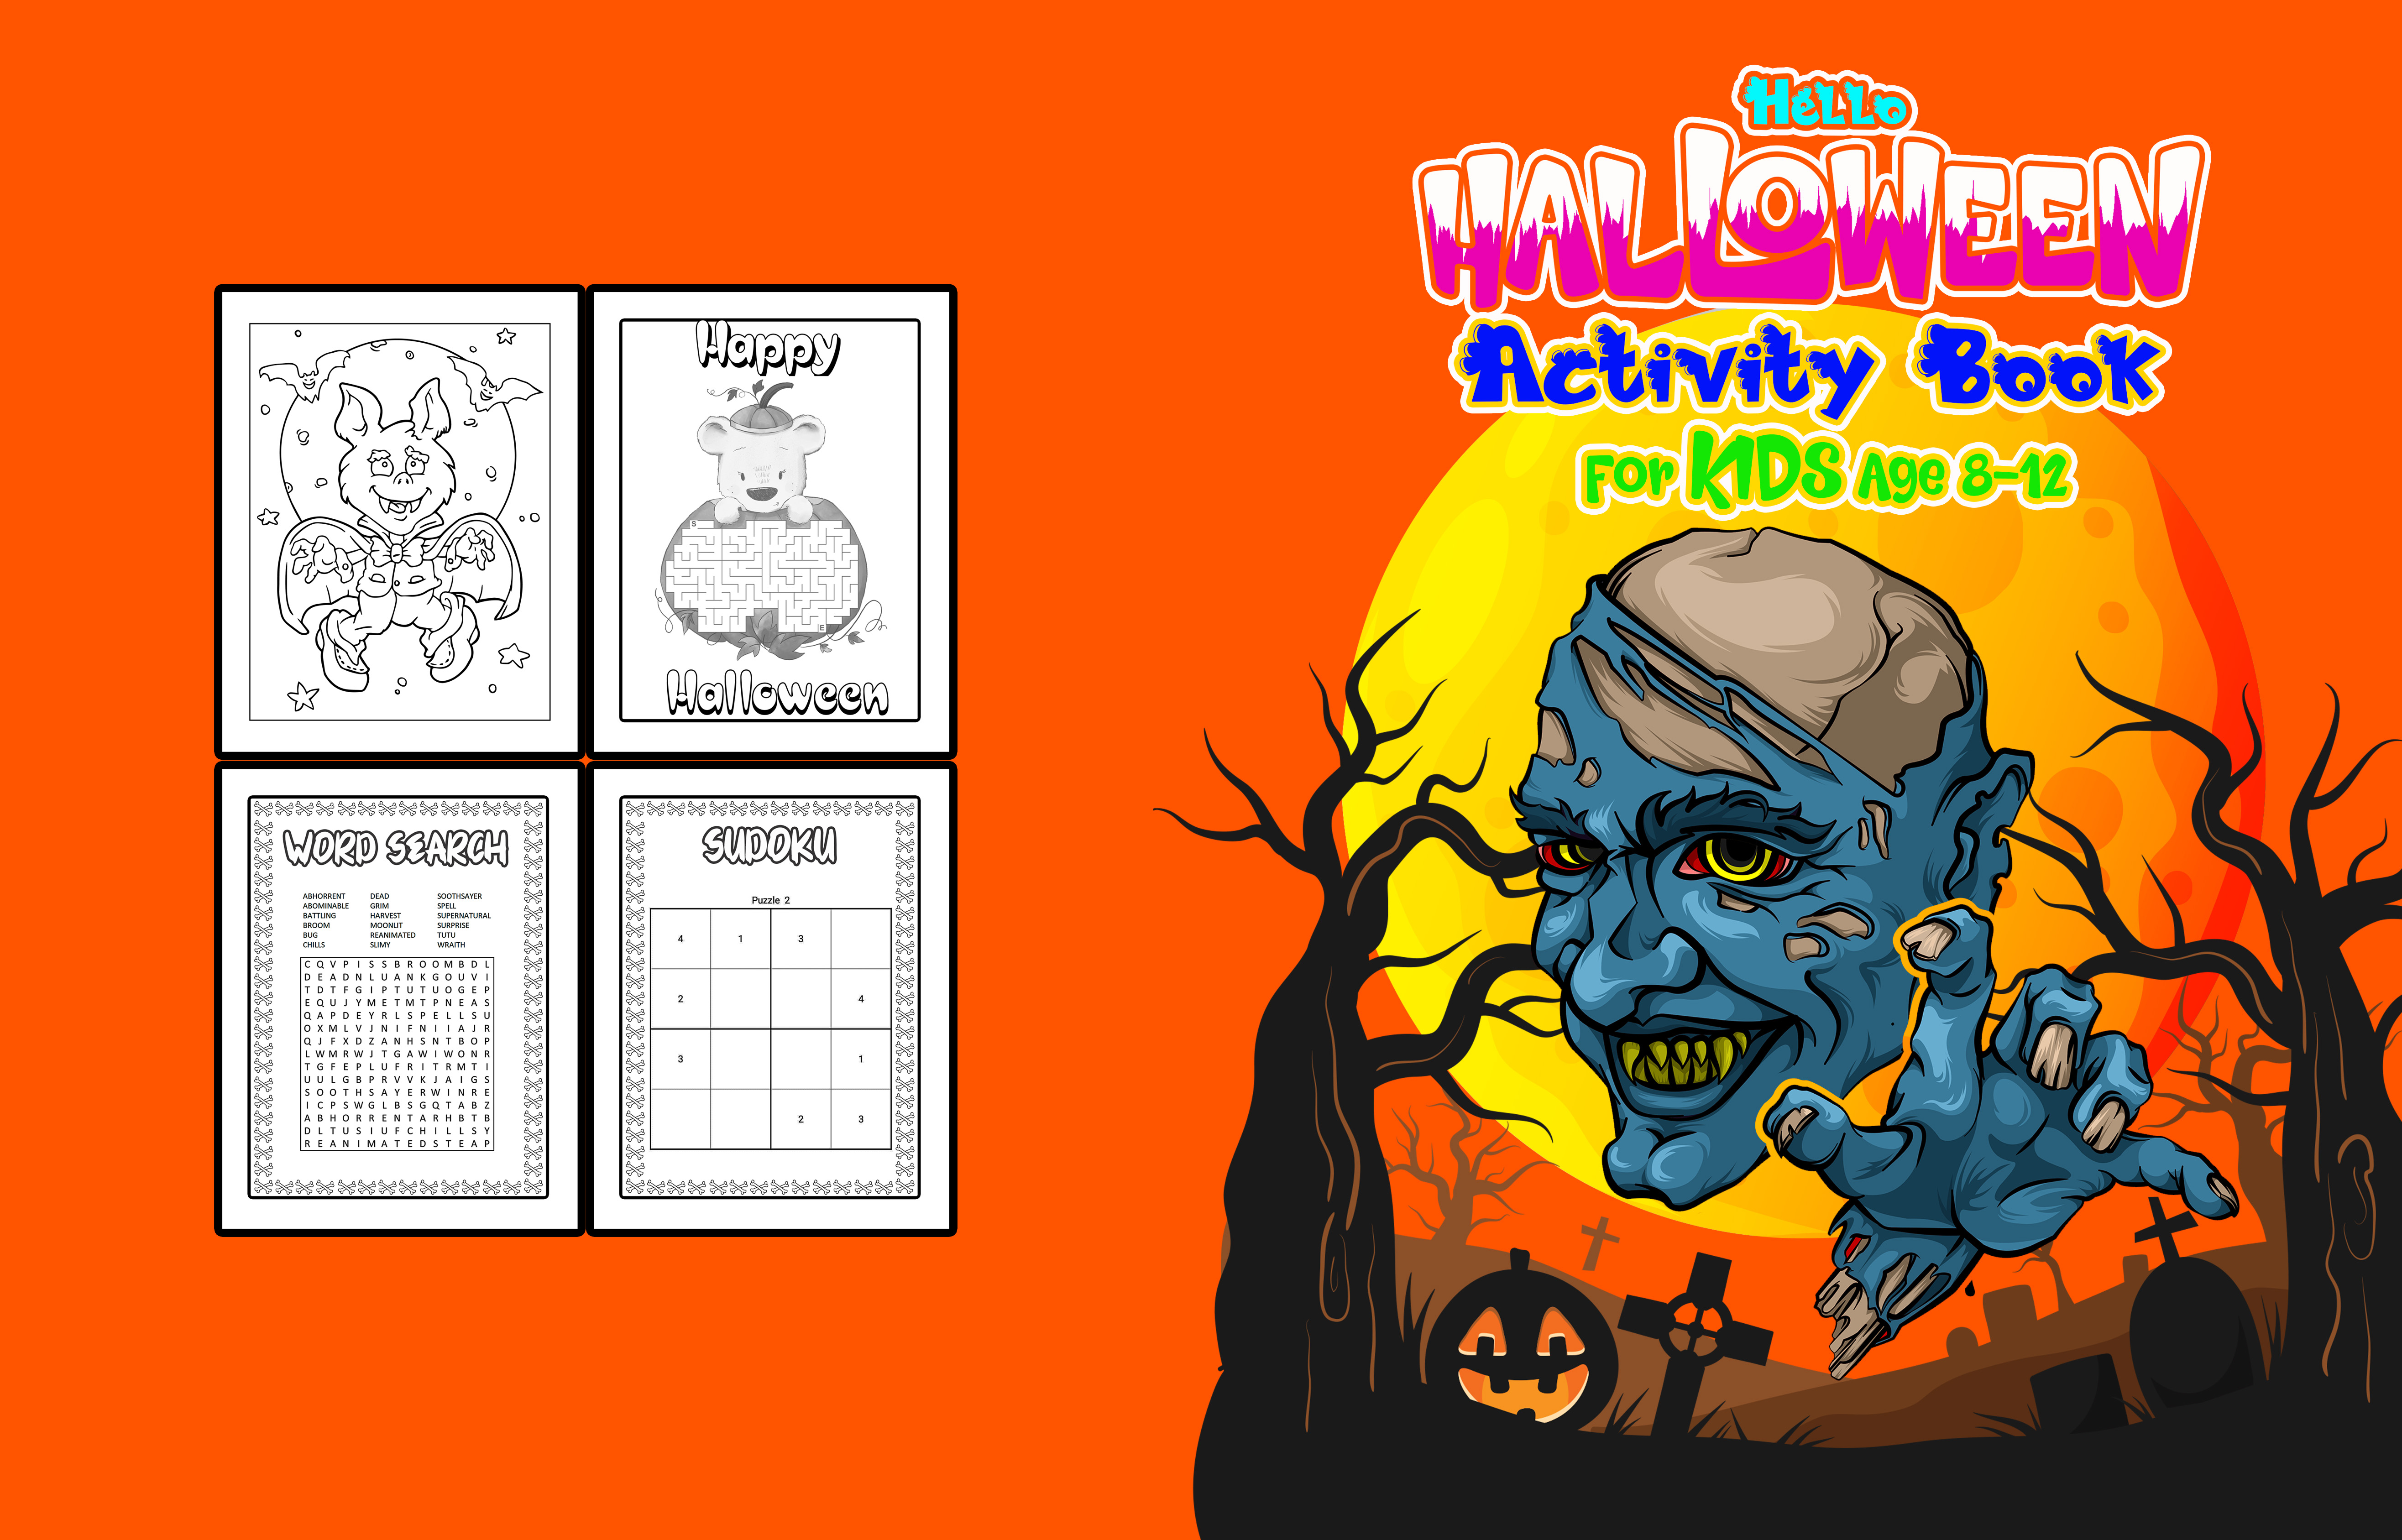 Happy
S
E
Halloween
WORD SEARCH
ABHORRENT DEAD SOOTHSAYER
ABOMINABLE GRIM SPELL
BATTLING HARVEST SUPERNATURAL
BROOM MOONLIT SURPRISE
BUG REANIMATED TUTU
CHILLS SLIMY WRAITH
C Q V P I S S B R O O M B D L
D E A D N L U A N K G O U V I
T D T F G I P T U T U O G E P
E Q U J Y M E T M T P N E A S
Q A P D E Y R L S P E L L S U
O X M L V J N I F N I I A J R
Q J F X D Z A N H S N T B O P
L W M R W J T G A W I W O N R
T G F E P L U F R I T R M T I
U U L G B P R V V K J A I G S
S O O T H S A Y E R W I N R E
I C P S W G L B S G Q T A B Z
A B H O R R E N T A R H B T B
D L T U S I U F C H I L L S Y
R E A N I M A T E D S T E A P
SUDOKU
Puzzle 2
4 1 3
2 4
3 1
2 3
Hello
HALLOWEEN
Activity Book
For KIDS Age 8-12